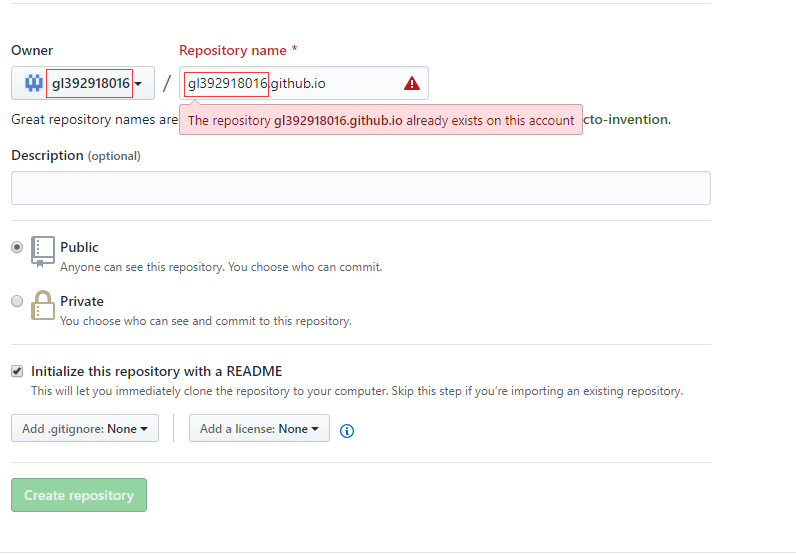 Owner
Repository name *
gl392918016 / gl392918016.github.io
Great repository names are
The repository gl392918016.github.io already exists on this account
cto-invention.
Description (optional)
Public
Anyone can see this repository. You choose who can commit.
Private
You choose who can see and commit to this repository.
Initialize this repository with a README
This will let you immediately clone the repository to your computer. Skip this step if you're importing an existing repository.
Add .gitignore: None
Add a license: None
Create repository